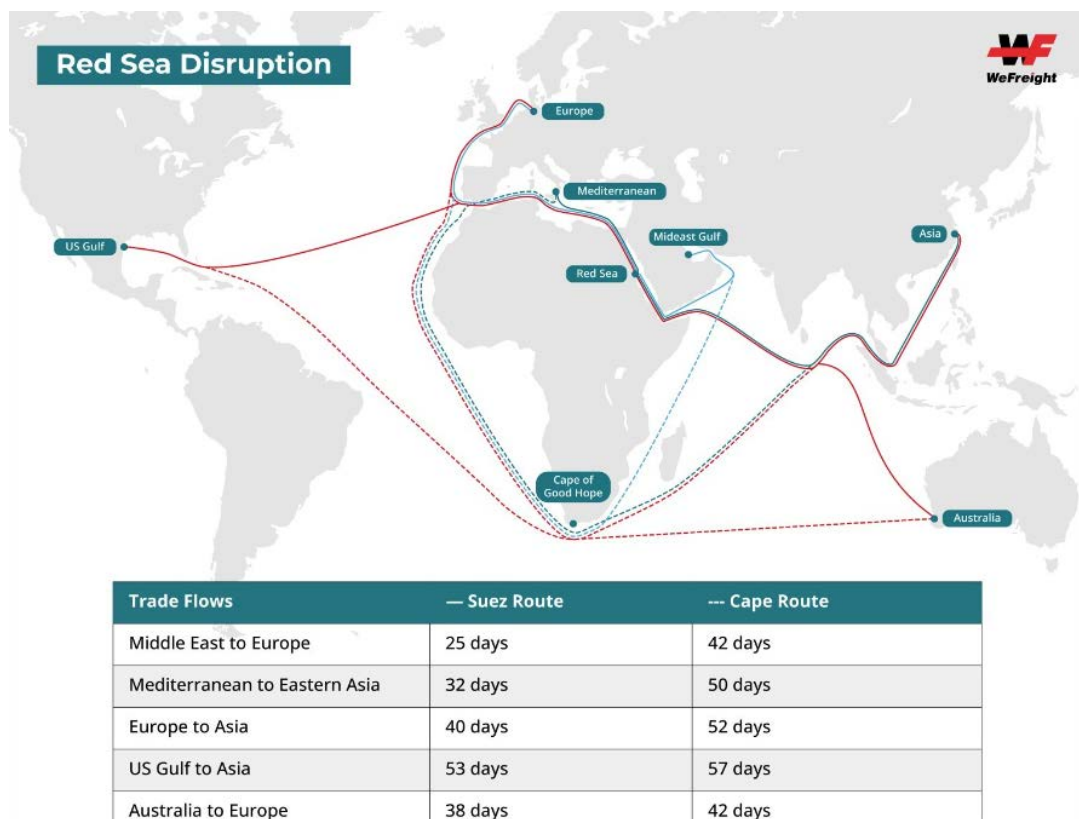 Red Sea Disruption
WF
WeFreight
Europe
Mediterranean
US Gulf
Mideast Gulf
Asia
Red Sea
Cape of
Good Hope
Australia
Trade Flows — Suez Route --- Cape Route
Middle East to Europe 25 days 42 days
Mediterranean to Eastern Asia 32 days 50 days
Europe to Asia 40 days 52 days
US Gulf to Asia 53 days 57 days
Australia to Europe 38 days 42 days